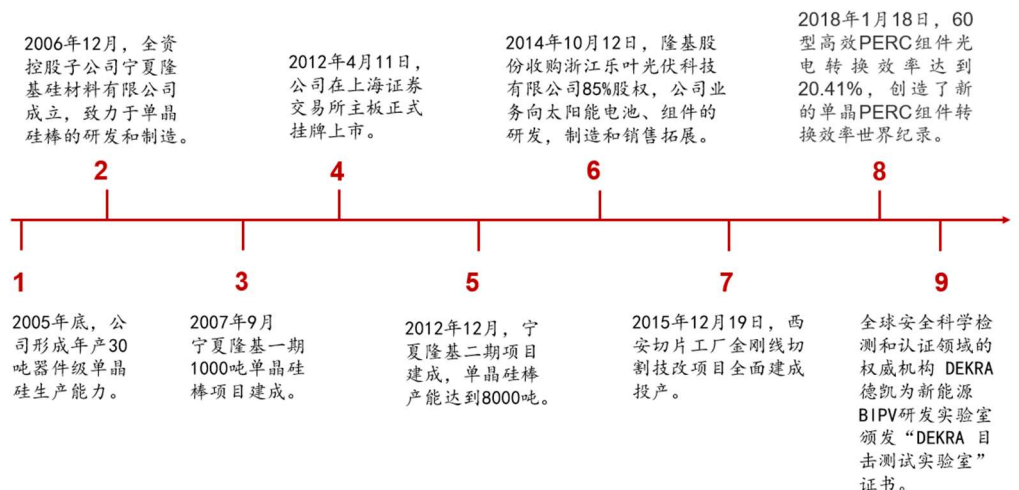 2006年12月，全资
控股子公司宁夏隆
基硅材料有限公司
成立，致力于单晶
硅棒的研发和制造。
2
2012年4月11日，
公司在上海证券
交易所主板正式
挂牌上市。
4
2014年10月12日，隆基股
份收购浙江乐叶光伏科技
有限公司85%股权，公司业
务向太阳能电池、组件的
研发，制造和销售拓展。
6
2018年1月18日，60
型高效PERC组件光
电转换效率达到
20.41%，创造了新
的单晶PERC组件转
换效率世界纪录。
8
1
2005年底，公
司形成年产30
吨器件级单晶
硅生产能力。
3
2007年9月
宁夏隆基一期
1000吨单晶硅
棒项目建成。
5
2012年12月，宁
夏隆基二期项目
建成，单晶硅棒
产能达到8000吨。
7
2015年12月19日，西
安切片工厂金刚线切
割技改项目全面建成
投产。
9
全球安全科学检
测和认证领域的
权威机构 DEKRA
德凯为新能源
BIPV研发实验室
颁发“DEKRA 目
击测试实验室”
证书。